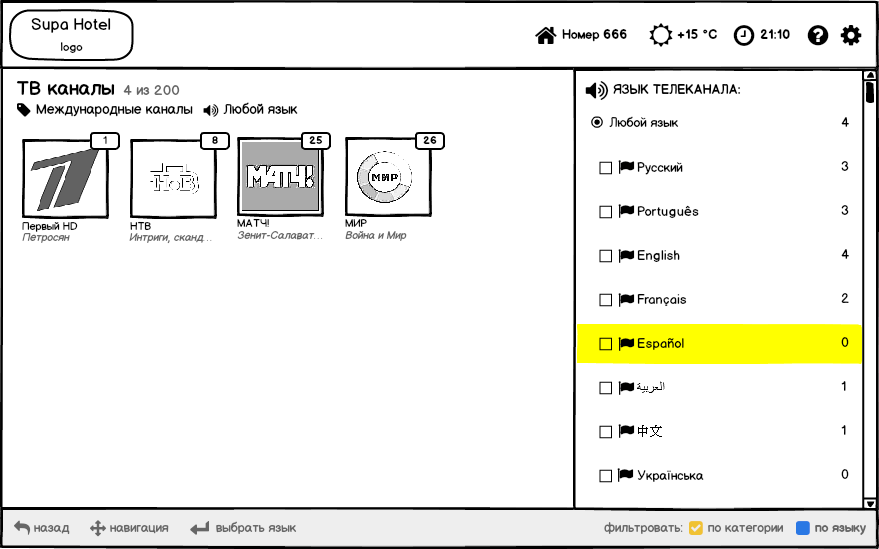 Supa Hotel
logo
Номер 666
+15 °C
21:10
?
ТВ каналы 4 из 200
Международные каналы Любой язык
1
Первый HD
Петросян
8
НТВ
НТВ
Интриги, сканд...
25
МАТЧ!
МАТЧ!
Зенит-Салават...
26
МИР
МИР
Война и Мир
ЯЗЫК ТЕЛЕКАНАЛА:
Любой язык 4
Русский 3
Português 3
English 4
Français 2
Español 0
العربية 1
中文 1
Українська 0
назад навигация выбрать язык
фильтровать: по категории по языку